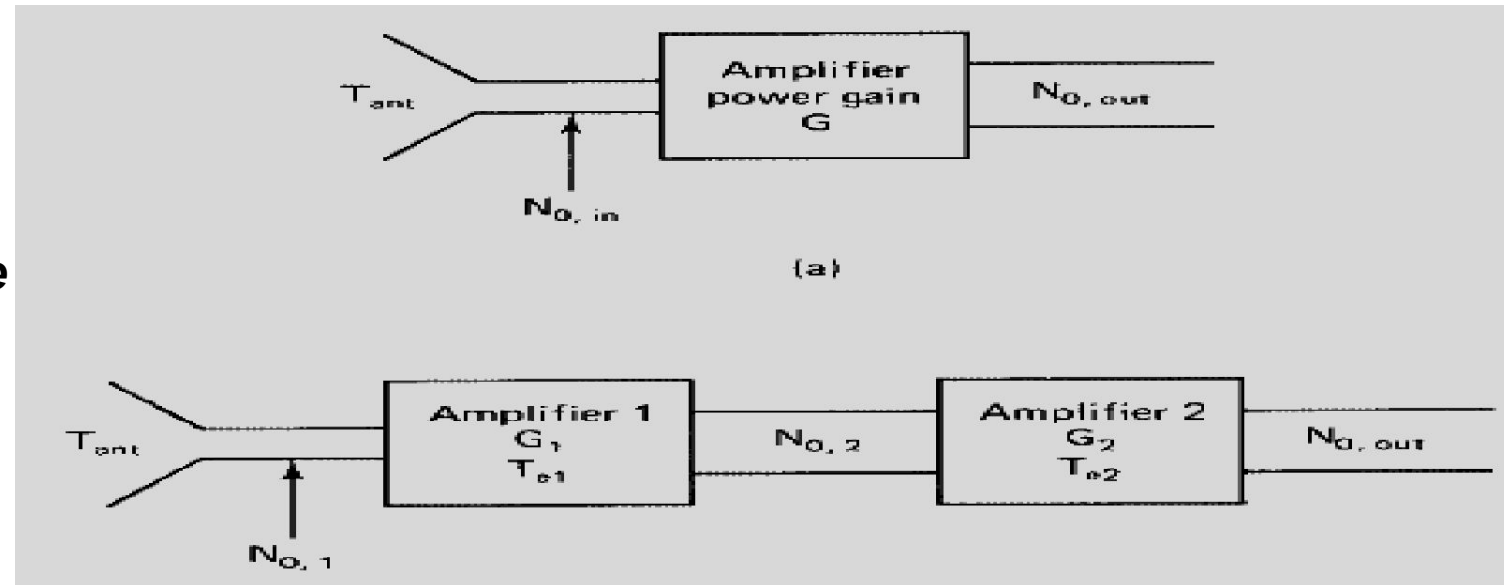 Amplifier
power gain
G
T_ant
N_0, out
N_0, in
(a)
e
Amplifier 1
G_1
T_e1
Amplifier 2
G_2
T_e2
T_ant
N_0, 2
N_0, out
N_0, 1